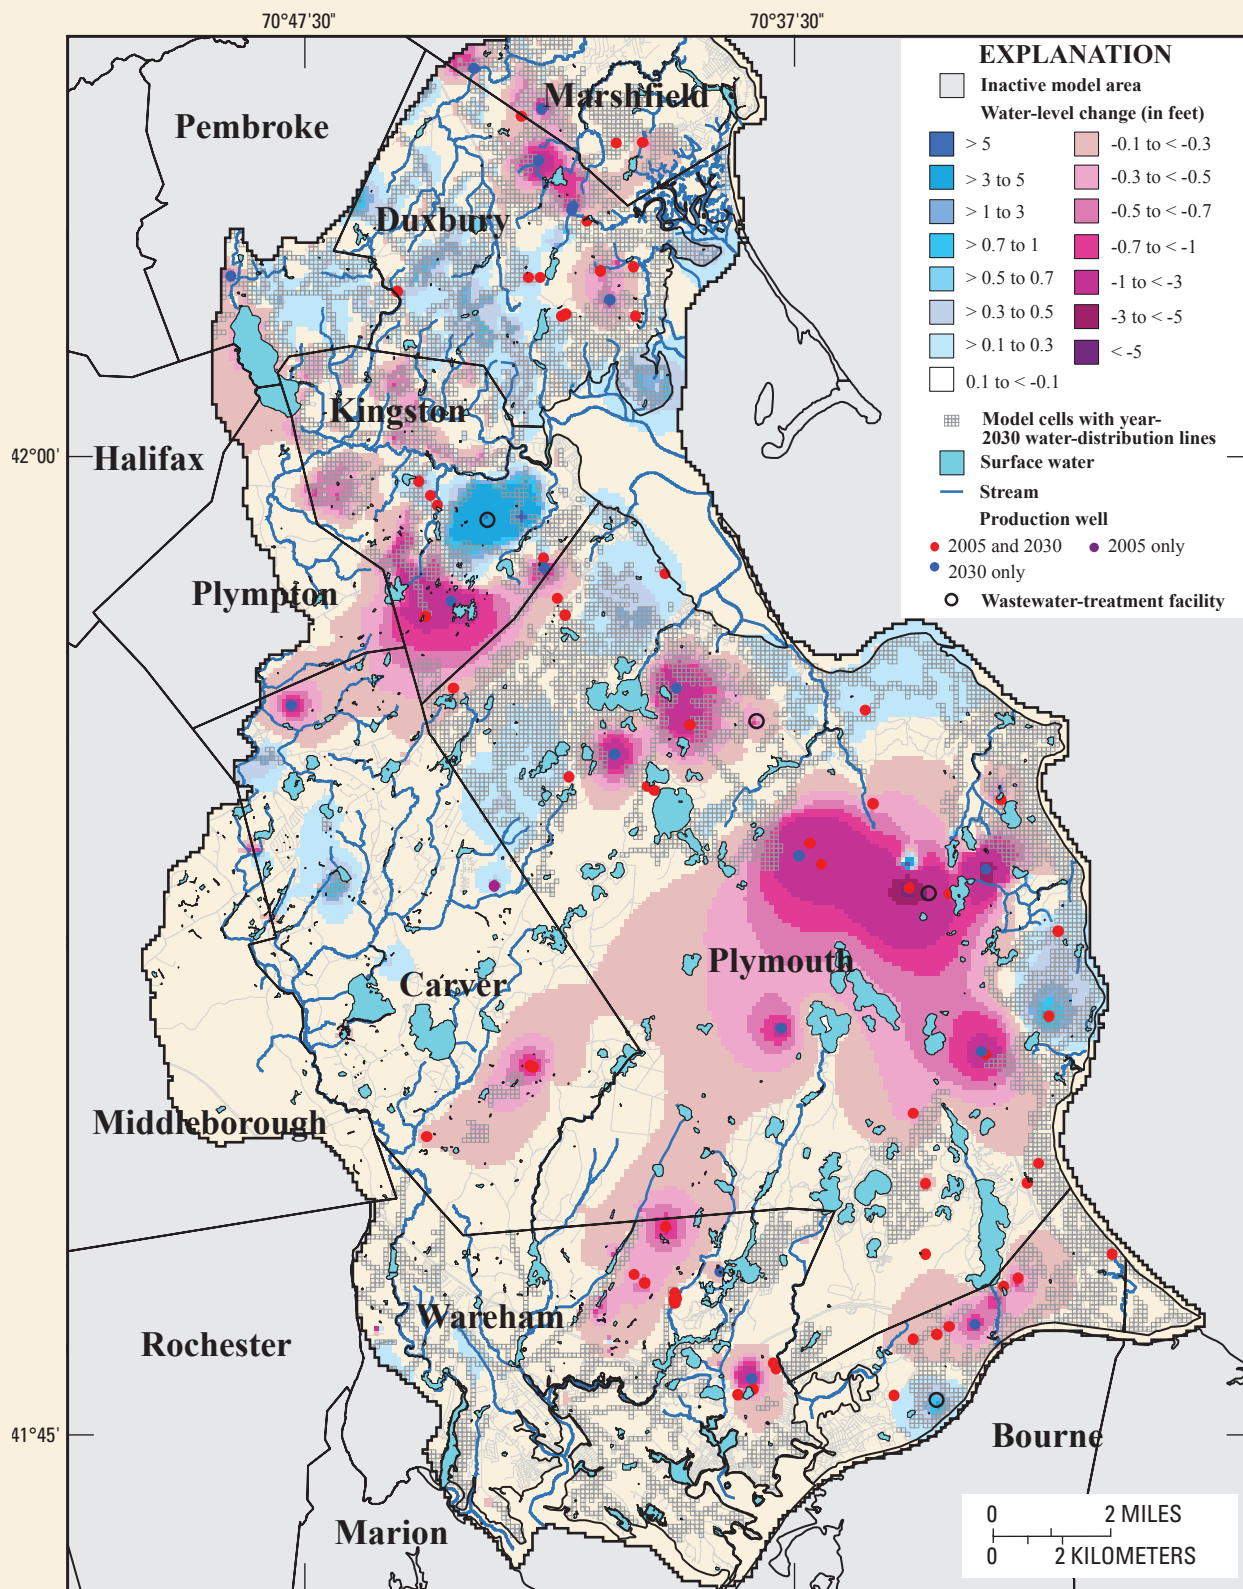 70°47'30"
70°37'30"
EXPLANATION
Inactive model area
Water-level change (in feet)
> 5
-0.1 to < -0.3
> 3 to 5
-0.3 to < -0.5
> 1 to 3
-0.5 to < -0.7
> 0.7 to 1
-0.7 to < -1
> 0.5 to 0.7
-1 to < -3
> 0.3 to 0.5
-3 to < -5
> 0.1 to 0.3
< -5
0.1 to < -0.1
Model cells with year-
2030 water-distribution lines
Surface water
Stream
Production well
2005 and 2030
2005 only
2030 only
Wastewater-treatment facility
Marshfield
Pembroke
Duxbury
Kingston
42°00'
Halifax
Plympton
Plymouth
Carver
Middleborough
Wareham
Rochester
41°45'
Bourne
Marion
0 2 MILES
0 2 KILOMETERS